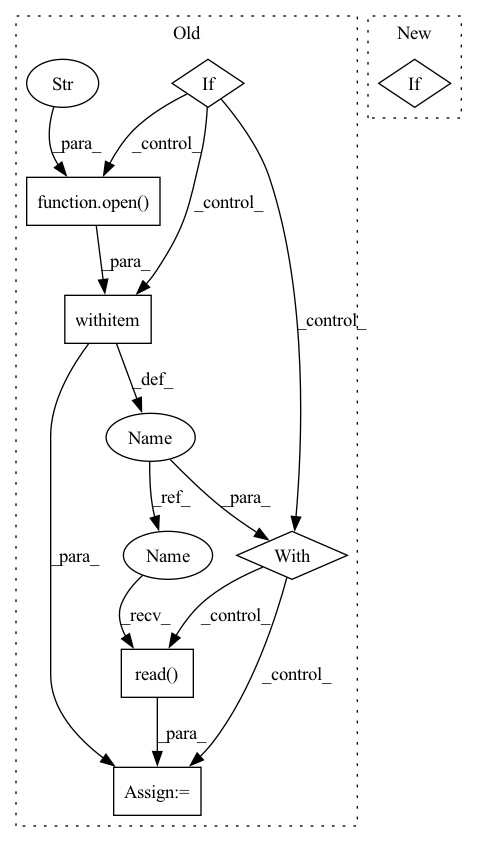 Old
New
Str
If
If
_para_
_control_
function.open()
_control_
_para_
_control_
withitem
_def_
Name
_ref_
_para_
_para_
Name
With
_recv_
_control_
read()
_control_
_para_
Assign:=